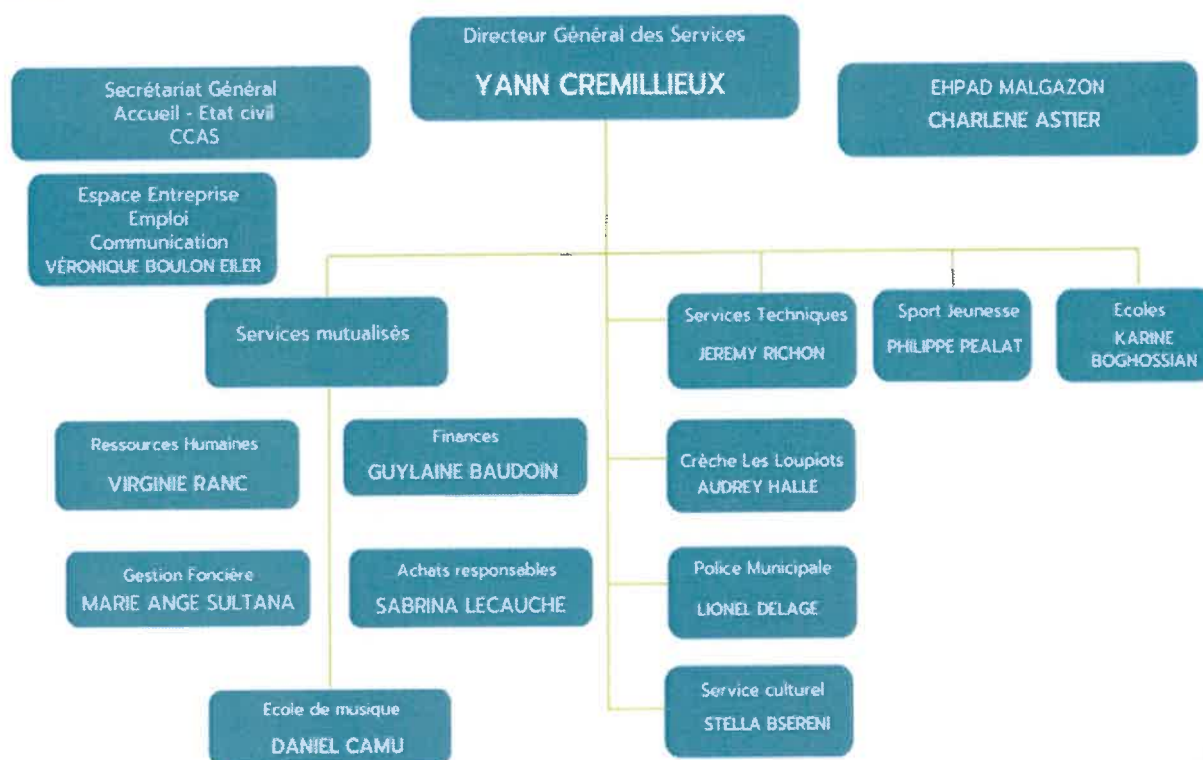 Directeur Général des Services
YANN CREMILLIEUX
Secrétariat Général
Accueil - Etat civil
CCAS
EHPAD MALGAZON
CHARLENE ASTIER
Espace Entreprise
Emploi
Communication
VÉRONIQUE BOULON EILER
Services mutualisés
Services Techniques
JEREMY RICHON
Sport Jeunesse
PHILIPPE PEALAT
Ecoles
KARINE
BOGHOSSIAN
Ressources Humaines
VIRGINIE RANC
Finances
GUYLAINE BAUDOIN
Crèche Les Loupiots
AUDREY HALLE
Gestion Foncière
MARIE ANGE SULTANA
Achats responsables
SABRINA LECAUCHE
Police Municipale
LIONEL DELAGE
Ecole de musique
DANIEL CAMU
Service culturel
STELLA BSERENI